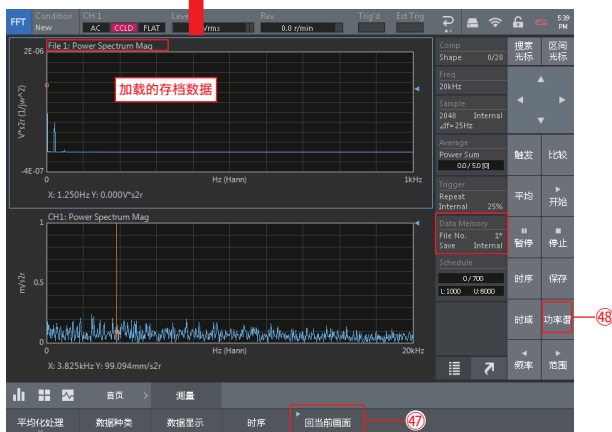 FFT
Condition
New
CH 1
AC CCLD FLAT
Level
Vrms
Rev
0.0 r/min
Trig'd
Ext Trig
5:39
PM
File 1: Power Spectrum Mag
2E-06
V*s2r (1/jw^2)
加载的存档数据
-4E-07
0
Hz (Hann)
1kHz
X: 1.250Hz Y: 0.000V*s2r
CH1: Power Spectrum Mag
1
m/s2r
0.5
0
0
Hz (Hann)
20kHz
X: 3.825kHz Y: 99.094mm/s2r
Comp
Shape 0/20
Freq
20kHz
Sample
2048 Internal
⊿f=25Hz
Average
Power Sum
0.0 / 5.0 [0]
Trigger
Repeat
Internal 25%
Data Memory
File No. 1*
Save Internal
Schedule
0 / 700
L:1000 U:8000
搜索
光标
区间
光标
触发
比较
平均
开始
暂停
停止
时序
保存
时域
功率谱
48
频率
范围
首页 >
测量
平均化处理
数据种类
数据显示
时序
回当前画面
47